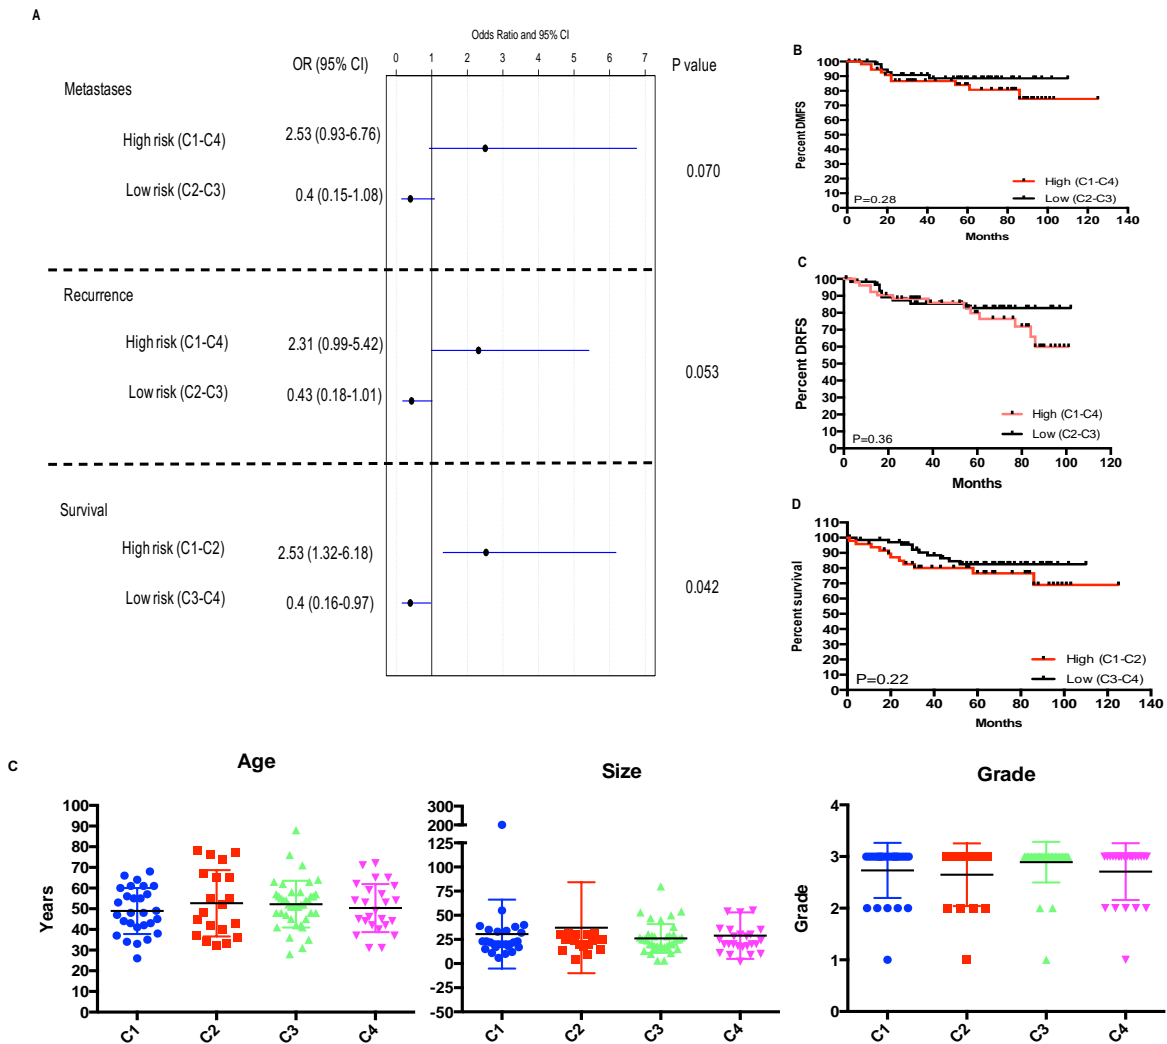 A
Odds Ratio and 95% CI
OR (95% CI)
0 1 2 3 4 5 6 7
P value
Metastases
High risk (C1-C4)
2.53 (0.93-6.76)
0.070
Low risk (C2-C3)
0.4 (0.15-1.08)
Recurrence
High risk (C1-C4)
2.31 (0.99-5.42)
0.053
Low risk (C2-C3)
0.43 (0.18-1.01)
Survival
High risk (C1-C2)
2.53 (1.32-6.18)
0.042
Low risk (C3-C4)
0.4 (0.16-0.97)
B
Percent DMFS
100
90
80
70
60
50
40
30
20
10
0
High (C1-C4)
Low (C2-C3)
P=0.28
0 20 40 60 80 100 120 140
Months
C
Percent DRFS
100
90
80
70
60
50
40
30
20
10
0
High (C1-C4)
Low (C2-C3)
P=0.36
0 20 40 60 80 100 120
Months
D
Percent survival
110
100
90
80
70
60
50
40
30
20
10
0
High (C1-C2)
Low (C3-C4)
P=0.22
0 20 40 60 80 100 120 140
Months
C
Age
Years
100
90
80
70
60
50
40
30
20
10
0
C1 C2 C3 C4
Size
300
200
125
100
75
50
25
0
-25
-50
C1 C2 C3 C4
Grade
Grade
4
3
2
1
0
C1 C2 C3 C4